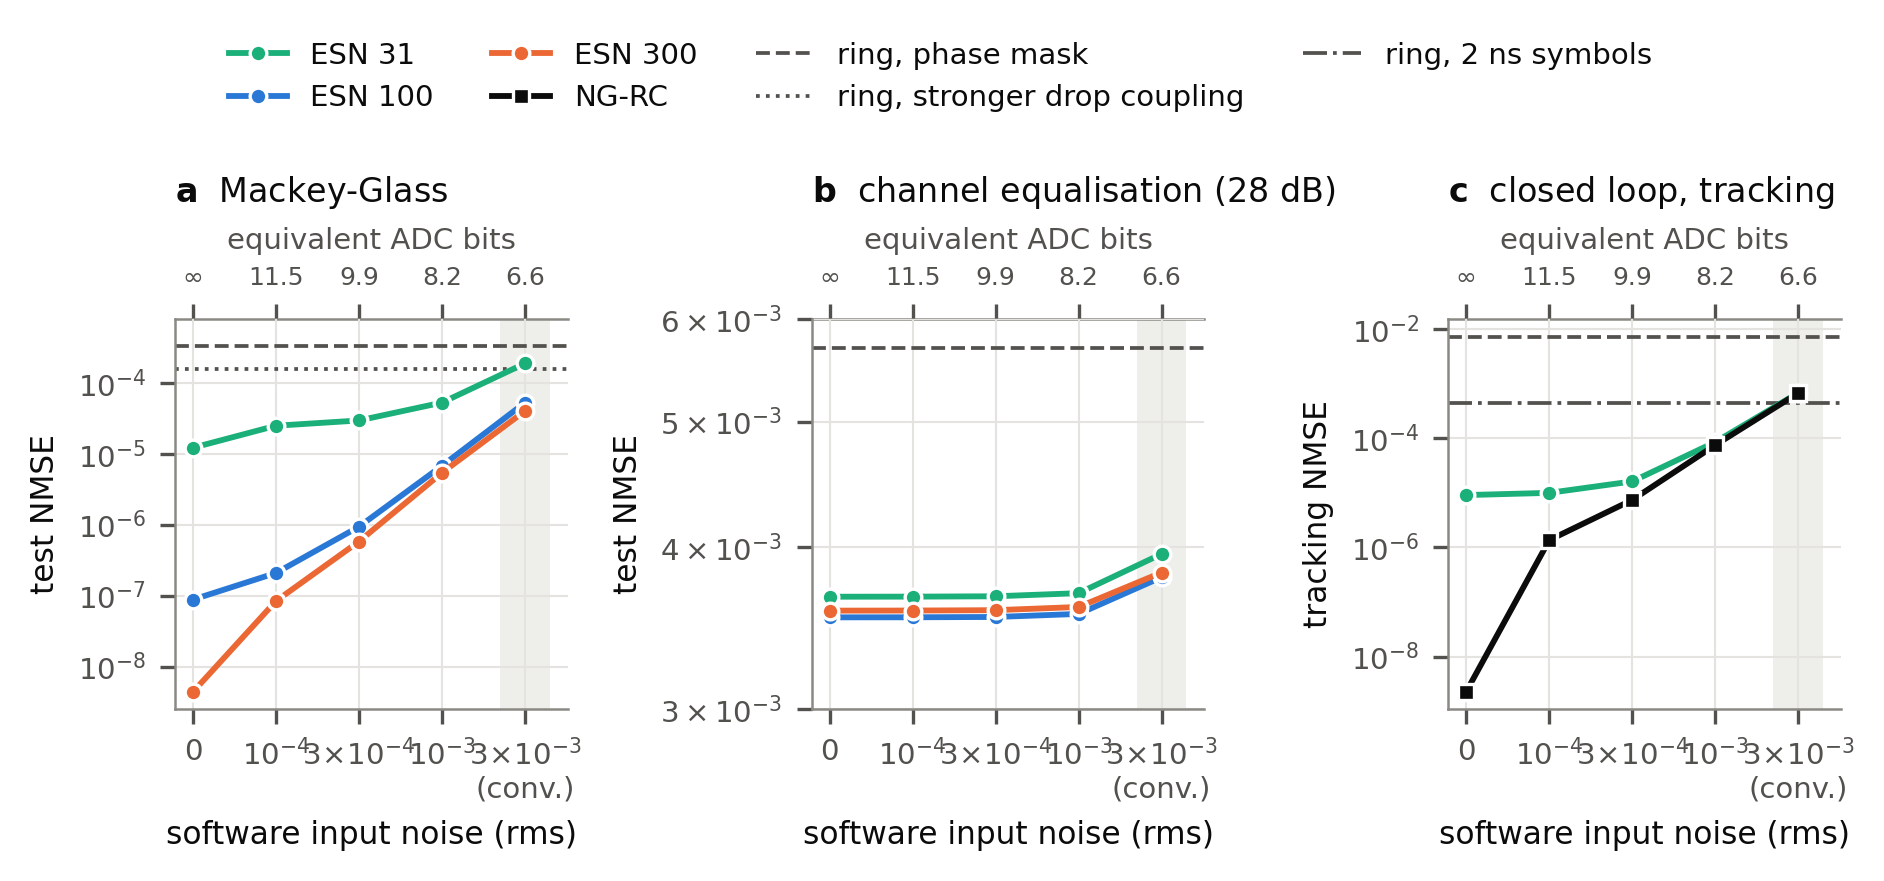 ESN 31
ESN 100
ESN 300
NG-RC
ring, phase mask
ring, stronger drop coupling
ring, 2 ns symbols
a Mackey-Glass
equivalent ADC bits
∞ 11.5 9.9 8.2 6.6
test NMSE
10⁻⁴
10⁻⁵
10⁻⁶
10⁻⁷
10⁻⁸
0 10⁻⁴ 3×10⁻⁴ 10⁻³ 3×10⁻³
(conv.)
software input noise (rms)
b channel equalisation (28 dB)
equivalent ADC bits
∞ 11.5 9.9 8.2 6.6
test NMSE
6 × 10⁻³
5 × 10⁻³
4 × 10⁻³
3 × 10⁻³
0 10⁻⁴ 3×10⁻⁴ 10⁻³ 3×10⁻³
(conv.)
software input noise (rms)
c closed loop, tracking
equivalent ADC bits
∞ 11.5 9.9 8.2 6.6
tracking NMSE
10⁻²
10⁻⁴
10⁻⁶
10⁻⁸
0 10⁻⁴ 3×10⁻⁴ 10⁻³ 3×10⁻³
(conv.)
software input noise (rms)